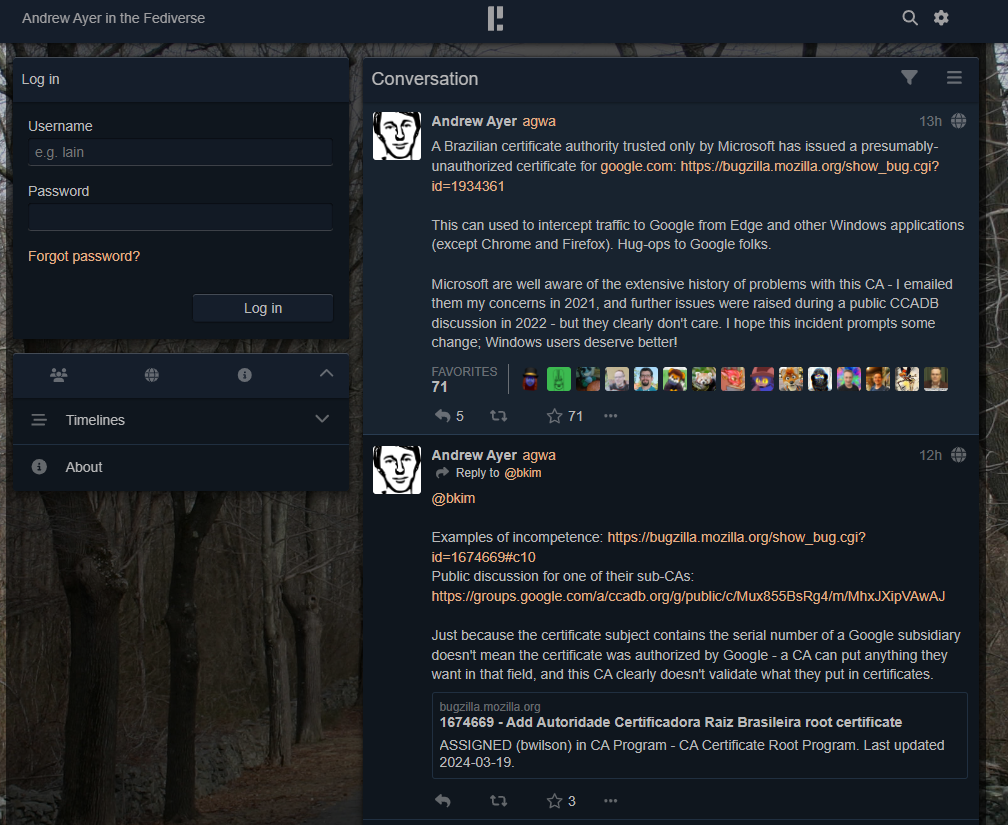 Andrew Ayer in the Fediverse
Log in
Username
e.g. lain
Password
Forgot password?
Log in
Timelines
About
Conversation
Andrew Ayer agwa 13h
A Brazilian certificate authority trusted only by Microsoft has issued a presumably-
unauthorized certificate for google.com: https://bugzilla.mozilla.org/show_bug.cgi?
id=1934361
This can used to intercept traffic to Google from Edge and other Windows applications
(except Chrome and Firefox). Hug-ops to Google folks.
Microsoft are well aware of the extensive history of problems with this CA - I emailed
them my concerns in 2021, and further issues were raised during a public CCADB
discussion in 2022 - but they clearly don't care. I hope this incident prompts some
change; Windows users deserve better!
FAVORITES
71
5 71
Andrew Ayer agwa 12h
Reply to @bkim
@bkim
Examples of incompetence: https://bugzilla.mozilla.org/show_bug.cgi?
id=1674669#c10
Public discussion for one of their sub-CAs:
https://groups.google.com/a/ccadb.org/g/public/c/Mux855BsRg4/m/MhxJXipVAwAJ
Just because the certificate subject contains the serial number of a Google subsidiary
doesn't mean the certificate was authorized by Google - a CA can put anything they
want in that field, and this CA clearly doesn't validate what they put in certificates.
bugzilla.mozilla.org
1674669 - Add Autoridade Certificadora Raiz Brasileira root certificate
ASSIGNED (bwilson) in CA Program - CA Certificate Root Program. Last updated
2024-03-19.
3